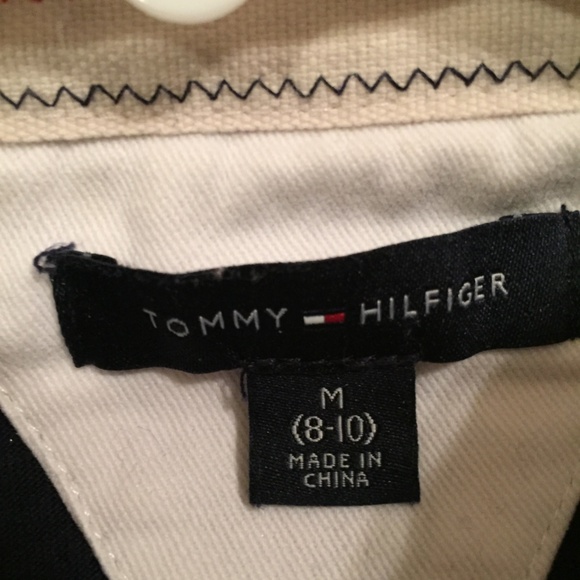 TOMMY HILFIGER
M
(8-10)
MADE IN
CHINA